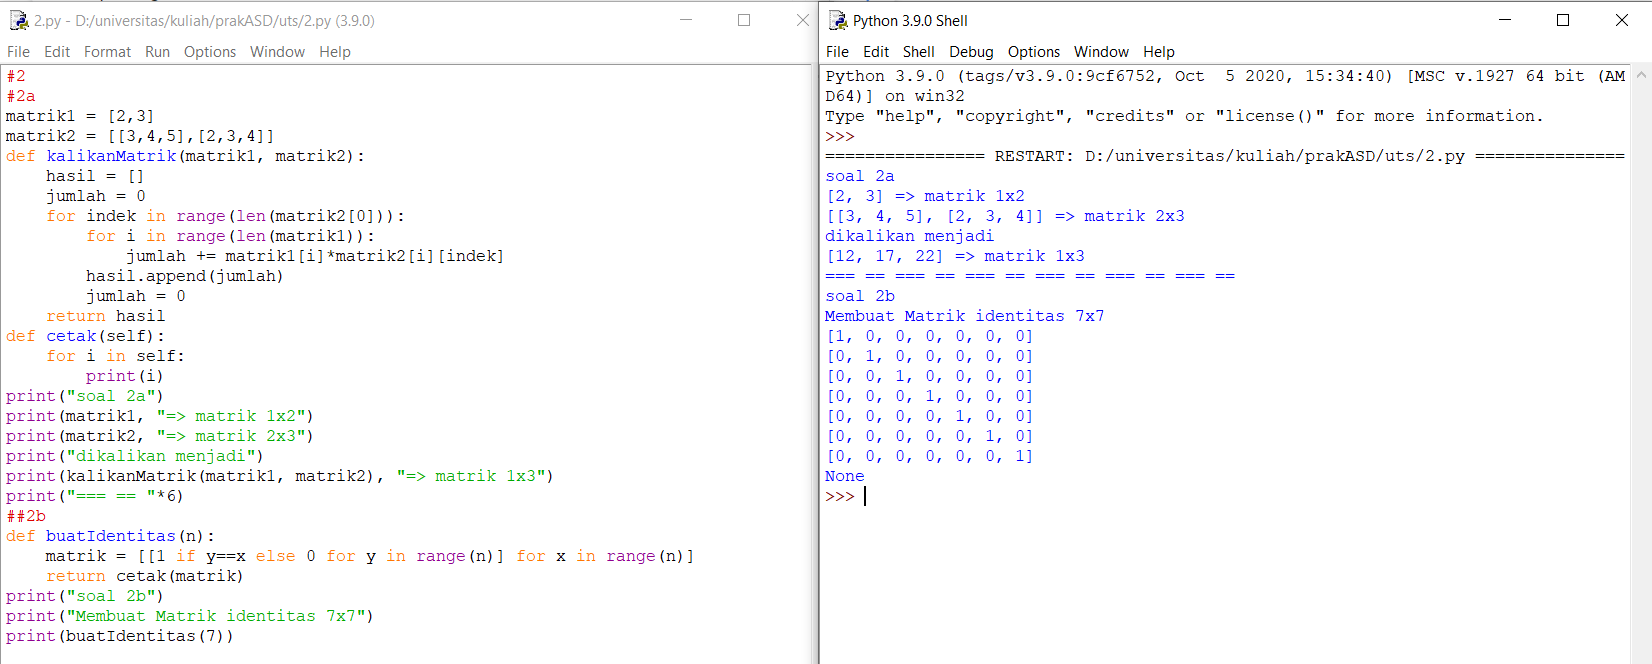 2.py - D:/universitas/kuliah/prakASD/uts/2.py (3.9.0)
File Edit Format Run Options Window Help
#2
#2a
matrik1 = [2,3]
matrik2 = [[3,4,5],[2,3,4]]
def kalikanMatrik(matrik1, matrik2):
    hasil = []
    jumlah = 0
    for indek in range(len(matrik2[0])):
        for i in range(len(matrik1)):
            jumlah += matrik1[i]*matrik2[i][indek]
        hasil.append(jumlah)
        jumlah = 0
    return hasil
def cetak(self):
    for i in self:
        print(i)
print("soal 2a")
print(matrik1, "=> matrik 1x2")
print(matrik2, "=> matrik 2x3")
print("dikalikan menjadi")
print(kalikanMatrik(matrik1, matrik2), "=> matrik 1x3")
print("=== == "*6)
##2b
def buatIdentitas(n):
    matrik = [[1 if y==x else 0 for y in range(n)] for x in range(n)]
    return cetak(matrik)
print("soal 2b")
print("Membuat Matrik identitas 7x7")
print(buatIdentitas(7))
Python 3.9.0 Shell
File Edit Shell Debug Options Window Help
Python 3.9.0 (tags/v3.9.0:9cf6752, Oct  5 2020, 15:34:40) [MSC v.1927 64 bit (AM
D64)] on win32
Type "help", "copyright", "credits" or "license()" for more information.
>>>
================ RESTART: D:/universitas/kuliah/prakASD/uts/2.py ===============
soal 2a
[2, 3] => matrik 1x2
[[3, 4, 5], [2, 3, 4]] => matrik 2x3
dikalikan menjadi
[12, 17, 22] => matrik 1x3
=== == === == === == === == === == === ==
soal 2b
Membuat Matrik identitas 7x7
[1, 0, 0, 0, 0, 0, 0]
[0, 1, 0, 0, 0, 0, 0]
[0, 0, 1, 0, 0, 0, 0]
[0, 0, 0, 1, 0, 0, 0]
[0, 0, 0, 0, 1, 0, 0]
[0, 0, 0, 0, 0, 1, 0]
[0, 0, 0, 0, 0, 0, 1]
None
>>>